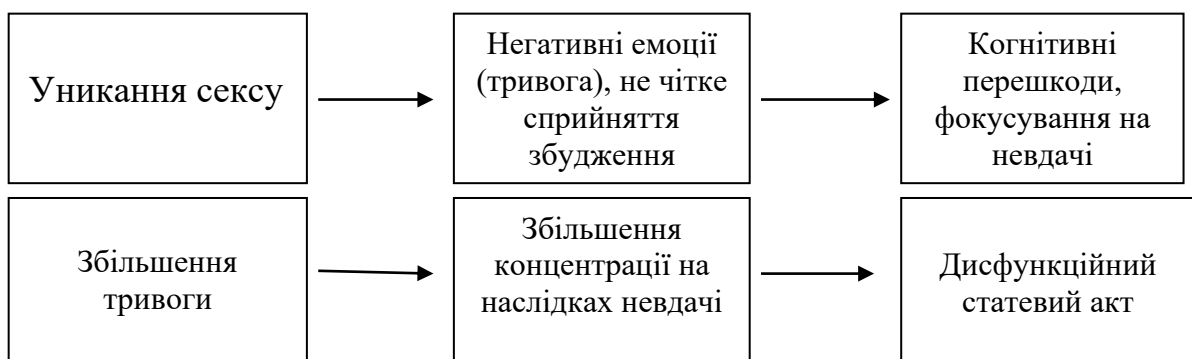 Уникання сексу
Негативні емоції
(тривога), не чітке
сприйняття
збудження
Когнітивні
перешкоди,
фокусування на
невдачі
Збільшення
тривоги
Збільшення
концентрації на
наслідках невдачі
Дисфункційний
статевий акт